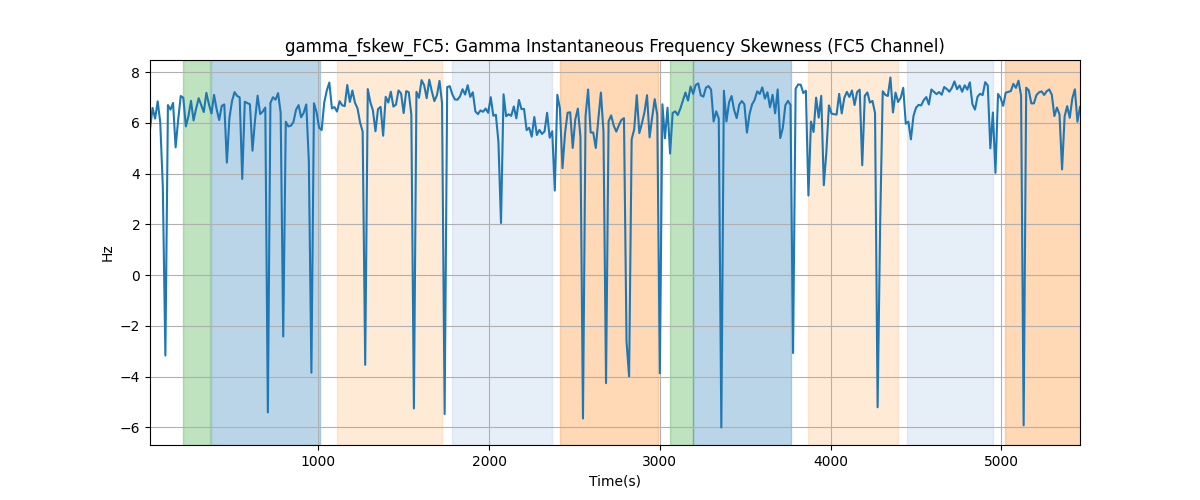 gamma_fskew_FC5: Gamma Instantaneous Frequency Skewness (FC5 Channel)
8
6
4
2
0
−2
−4
−6
Hz
1000 2000 3000 4000 5000
Time(s)